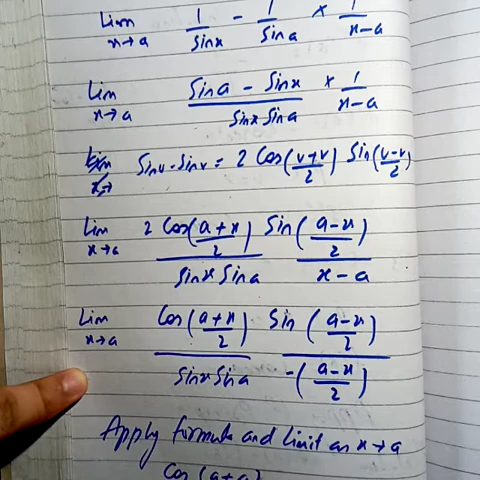 Lim x→a 1/Sinx - 1/Sina × 1/x-a
Lim x→a Sina - Sinx / Sinx Sina × 1/x-a
Sinu - Sinv = 2 Cos(u+v/2) Sin(u-v/2)
Lim x→a 2 Cos(a+x/2) Sin(a-x/2) / Sinx Sina x-a
Lim x→a Cos(a+x/2) Sin(a-x/2) / Sinx Sina -(a-x/2)
Apply formula and limit as x→a
Cos(a+a)